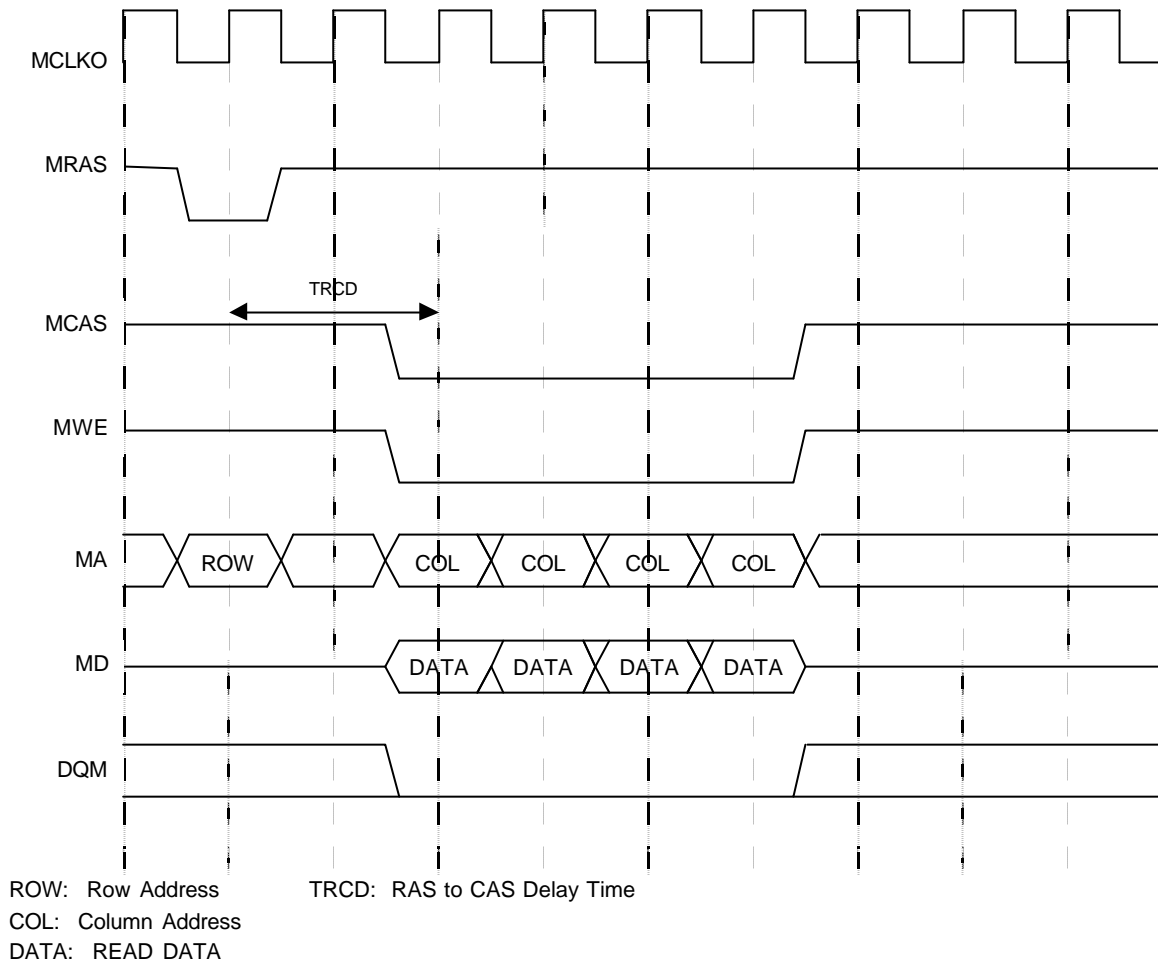 MCLKO
MRAS
TRCD
MCAS
MWE
MA ROW COL COL COL COL
MD DATA DATA DATA DATA
DQM
ROW: Row Address TRCD: RAS to CAS Delay Time
COL: Column Address
DATA: READ DATA